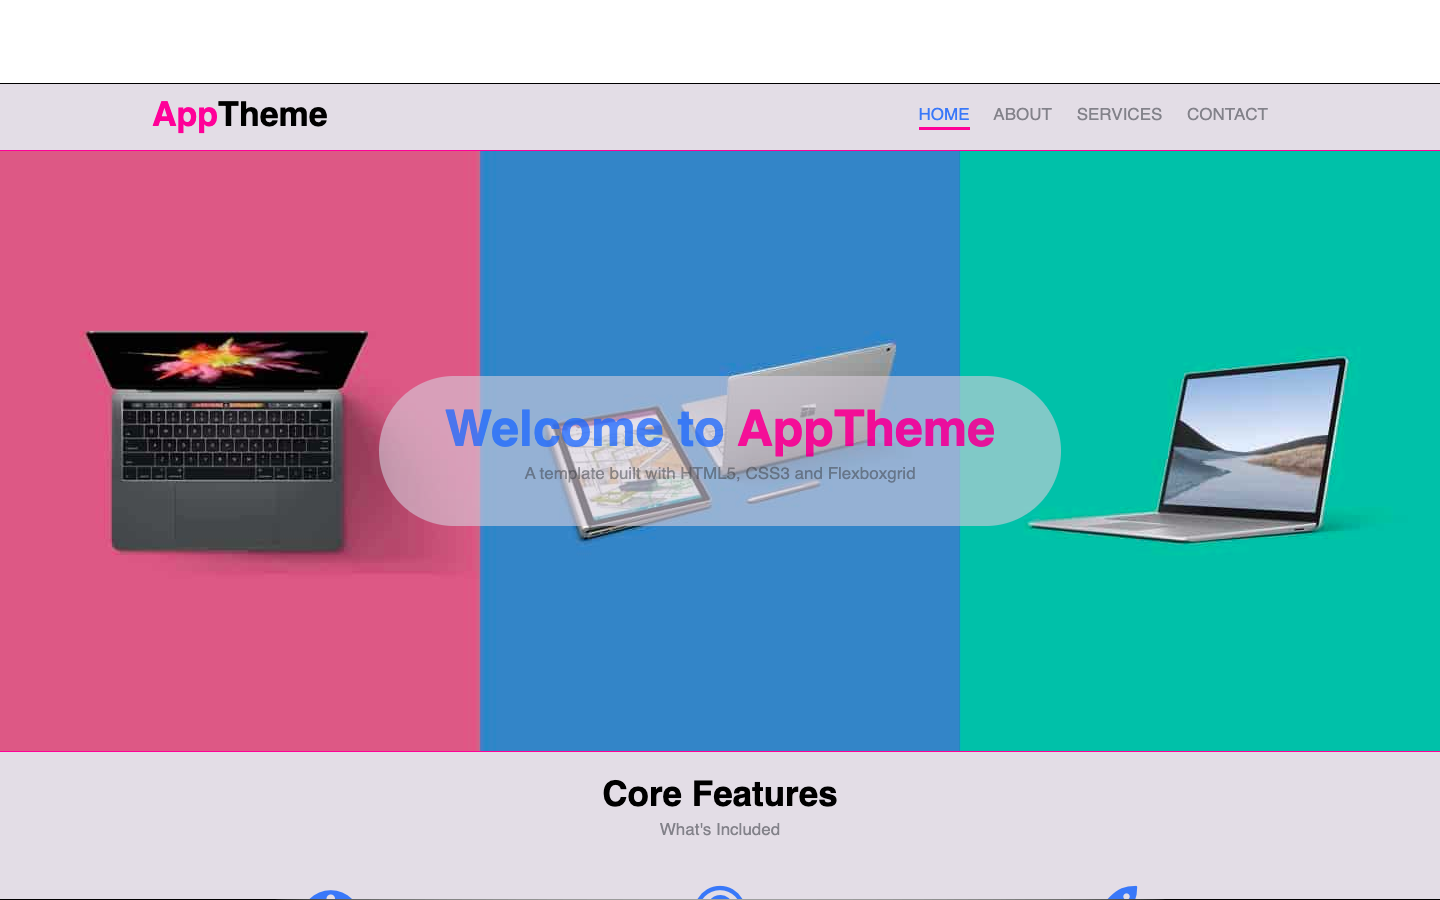 AppTheme
HOME ABOUT SERVICES CONTACT
Welcome to AppTheme
A template built with HTML5, CSS3 and Flexboxgrid
Core Features
What's Included